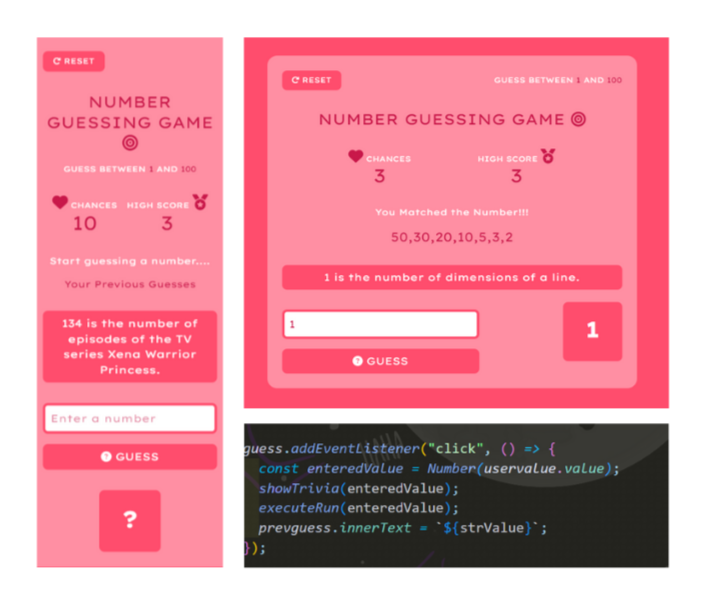 RESET
NUMBER
GUESSING GAME
GUESS BETWEEN 1 AND 100
CHANCES HIGH SCORE
10 3
Start guessing a number....
Your Previous Guesses
134 is the number of
episodes of the TV
series Xena Warrior
Princess.
Enter a number
? GUESS
?
RESET GUESS BETWEEN 1 AND 100
NUMBER GUESSING GAME
CHANCES HIGH SCORE
3 3
You Matched the Number!!!
50,30,20,10,5,3,2
1 is the number of dimensions of a line.
1
1
? GUESS
guess.addEventListener("click", () => {
const enteredValue = Number(uservalue.value);
showTrivia(enteredValue);
executeRun(enteredValue);
prevguess.innerText = `${strValue}`;
});